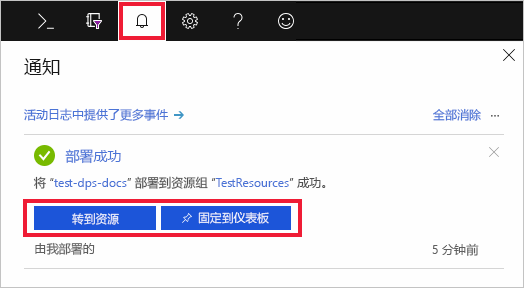 通知
活动日志中提供了更多事件 → 全部消除 ···
部署成功
将 “test-dps-docs” 部署到资源组 “TestResources” 成功。
转到资源 固定到仪表板
由我部署的 5 分钟前